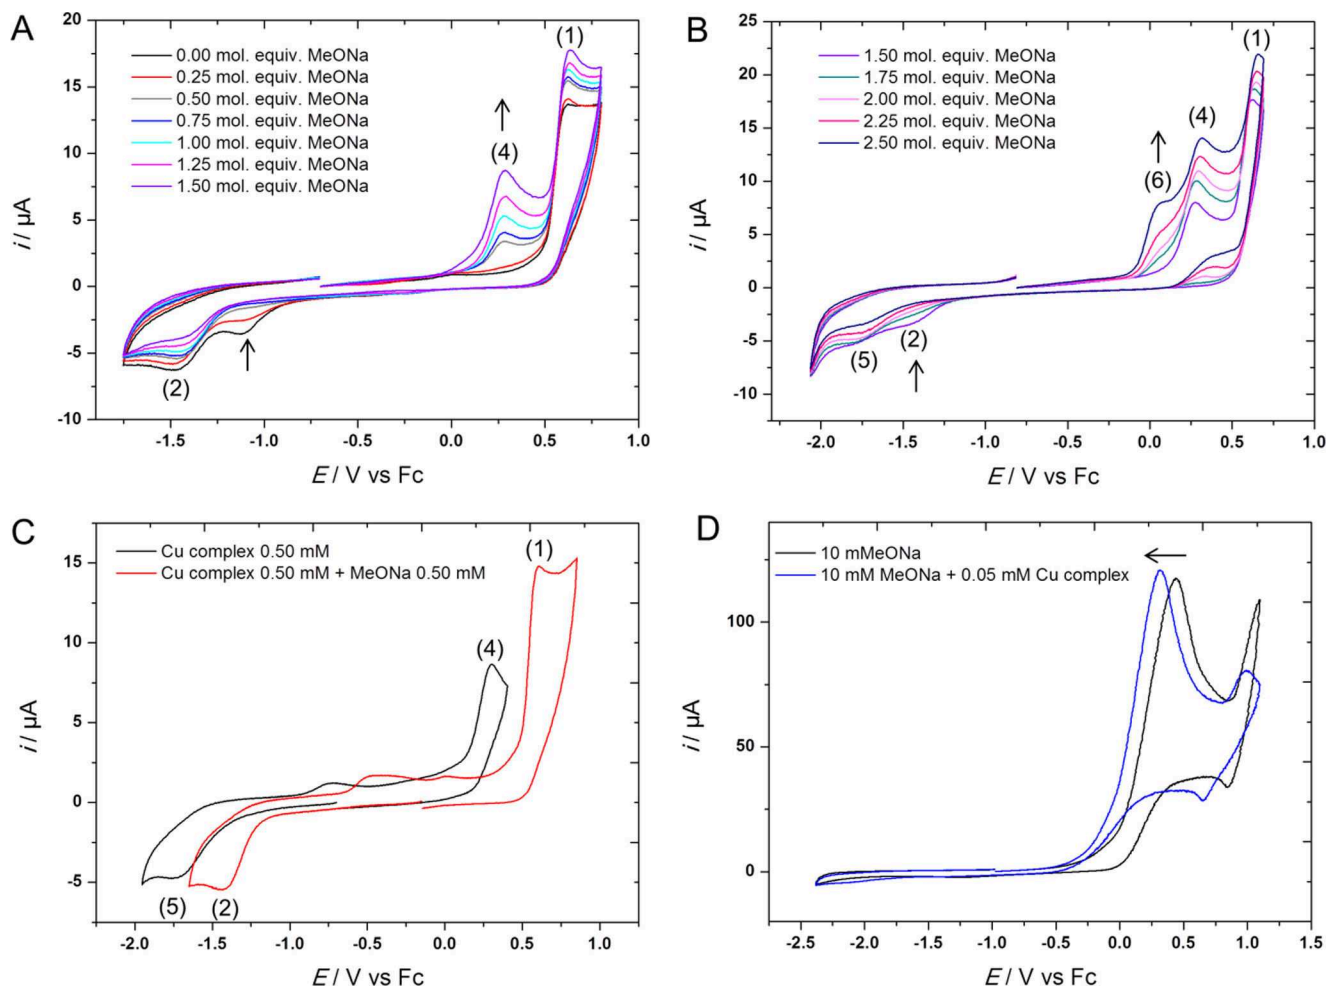 A
20
15
10
5
0
-5
-10
i / µA
0.00 mol. equiv. MeONa
0.25 mol. equiv. MeONa
0.50 mol. equiv. MeONa
0.75 mol. equiv. MeONa
1.00 mol. equiv. MeONa
1.25 mol. equiv. MeONa
1.50 mol. equiv. MeONa
(1)
(4)
(2)
-1.5 -1.0 -0.5 0.0 0.5 1.0
E / V vs Fc
B
25
20
15
10
5
0
-5
-10
i / µA
1.50 mol. equiv. MeONa
1.75 mol. equiv. MeONa
2.00 mol. equiv. MeONa
2.25 mol. equiv. MeONa
2.50 mol. equiv. MeONa
(1)
(4)
(6)
(2)
(5)
-2.0 -1.5 -1.0 -0.5 0.0 0.5 1.0
E / V vs Fc
C
15
10
5
0
-5
i / µA
Cu complex 0.50 mM
Cu complex 0.50 mM + MeONa 0.50 mM
(1)
(4)
(5) (2)
-2.0 -1.5 -1.0 -0.5 0.0 0.5 1.0
E / V vs Fc
D
100
50
0
i / µA
10 mMeONa
10 mM MeONa + 0.05 mM Cu complex
-2.5 -2.0 -1.5 -1.0 -0.5 0.0 0.5 1.0 1.5
E / V vs Fc